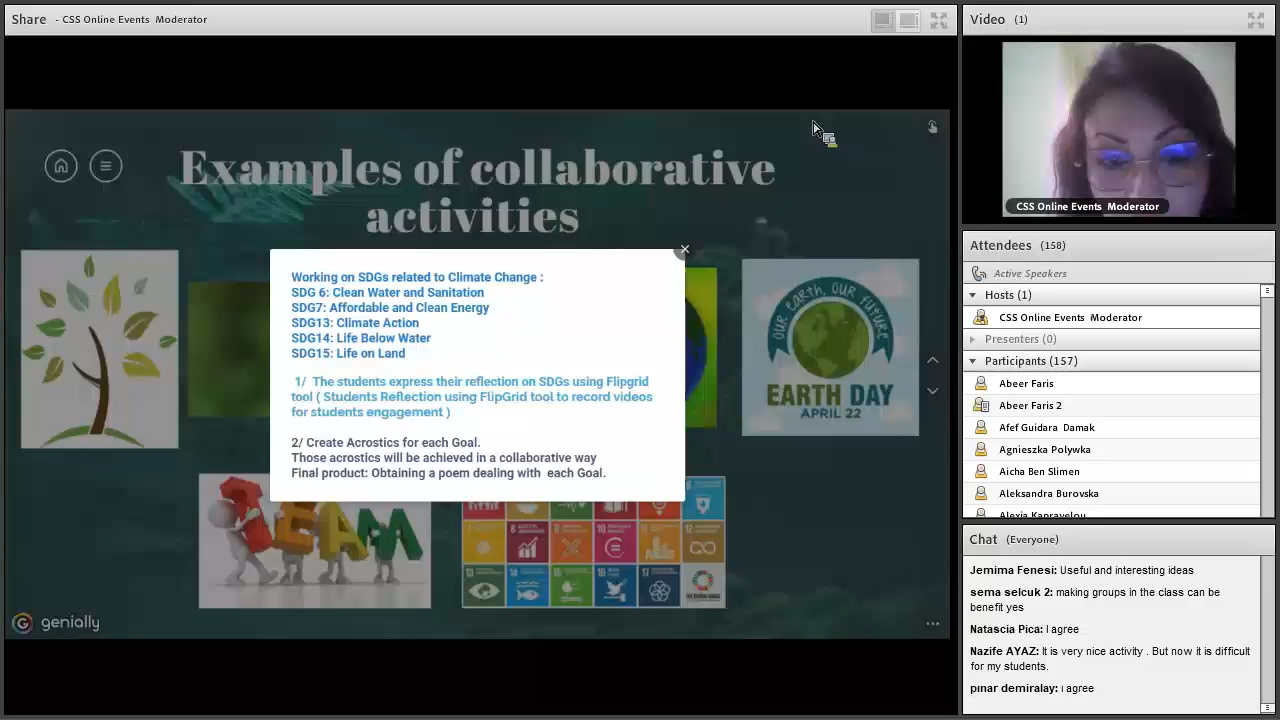 Share - CSS Online Events Moderator
Examples of collaborative
activities
Working on SDGs related to Climate Change :
SDG 6: Clean Water and Sanitation
SDG7: Affordable and Clean Energy
SDG13: Climate Action
SDG14: Life Below Water
SDG15: Life on Land
1/ The students express their reflection on SDGs using Flipgrid
tool ( Students Reflection using FlipGrid tool to record videos
for students engagement )
2/ Create Acrostics for each Goal.
Those acrostics will be achieved in a collaborative way
Final product: Obtaining a poem dealing with each Goal.
OUR EARTH, OUR FUTURE
EARTH DAY
APRIL 22
TEAM
genially
Video (1)
CSS Online Events Moderator
Attendees (158)
Active Speakers
Hosts (1)
CSS Online Events Moderator
Presenters (0)
Participants (157)
Abeer Faris
Abeer Faris 2
Afef Guidara Damak
Agnieszka Polywka
Aicha Ben Slimen
Aleksandra Burovska
Alexia Kapravelou
Chat (Everyone)
Jemima Fenesi: Useful and interesting ideas
sema selcuk 2: making groups in the class can be
benefit yes
Natascia Pica: I agree
Nazife AYAZ: It is very nice activity . But now it is difficult
for my students.
pınar demiralay: ı agree